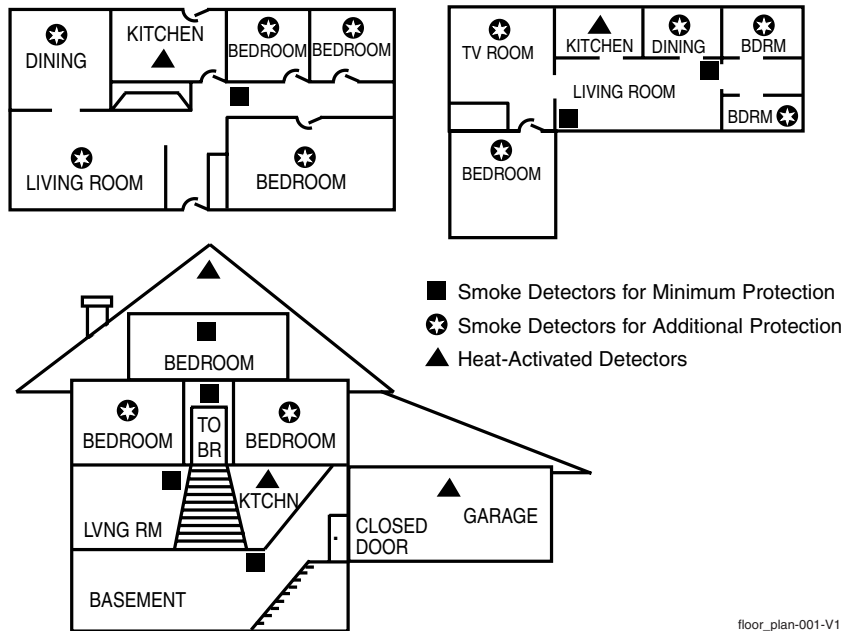 DINING
KITCHEN
BEDROOM
BEDROOM
LIVING ROOM
BEDROOM
TV ROOM
KITCHEN
DINING
BDRM
LIVING ROOM
BDRM
BEDROOM
Smoke Detectors for Minimum Protection
Smoke Detectors for Additional Protection
Heat-Activated Detectors
BEDROOM
BEDROOM
TO
BR
BEDROOM
LVNG RM
KTCHN
CLOSED
DOOR
GARAGE
BASEMENT
floor_plan-001-V1